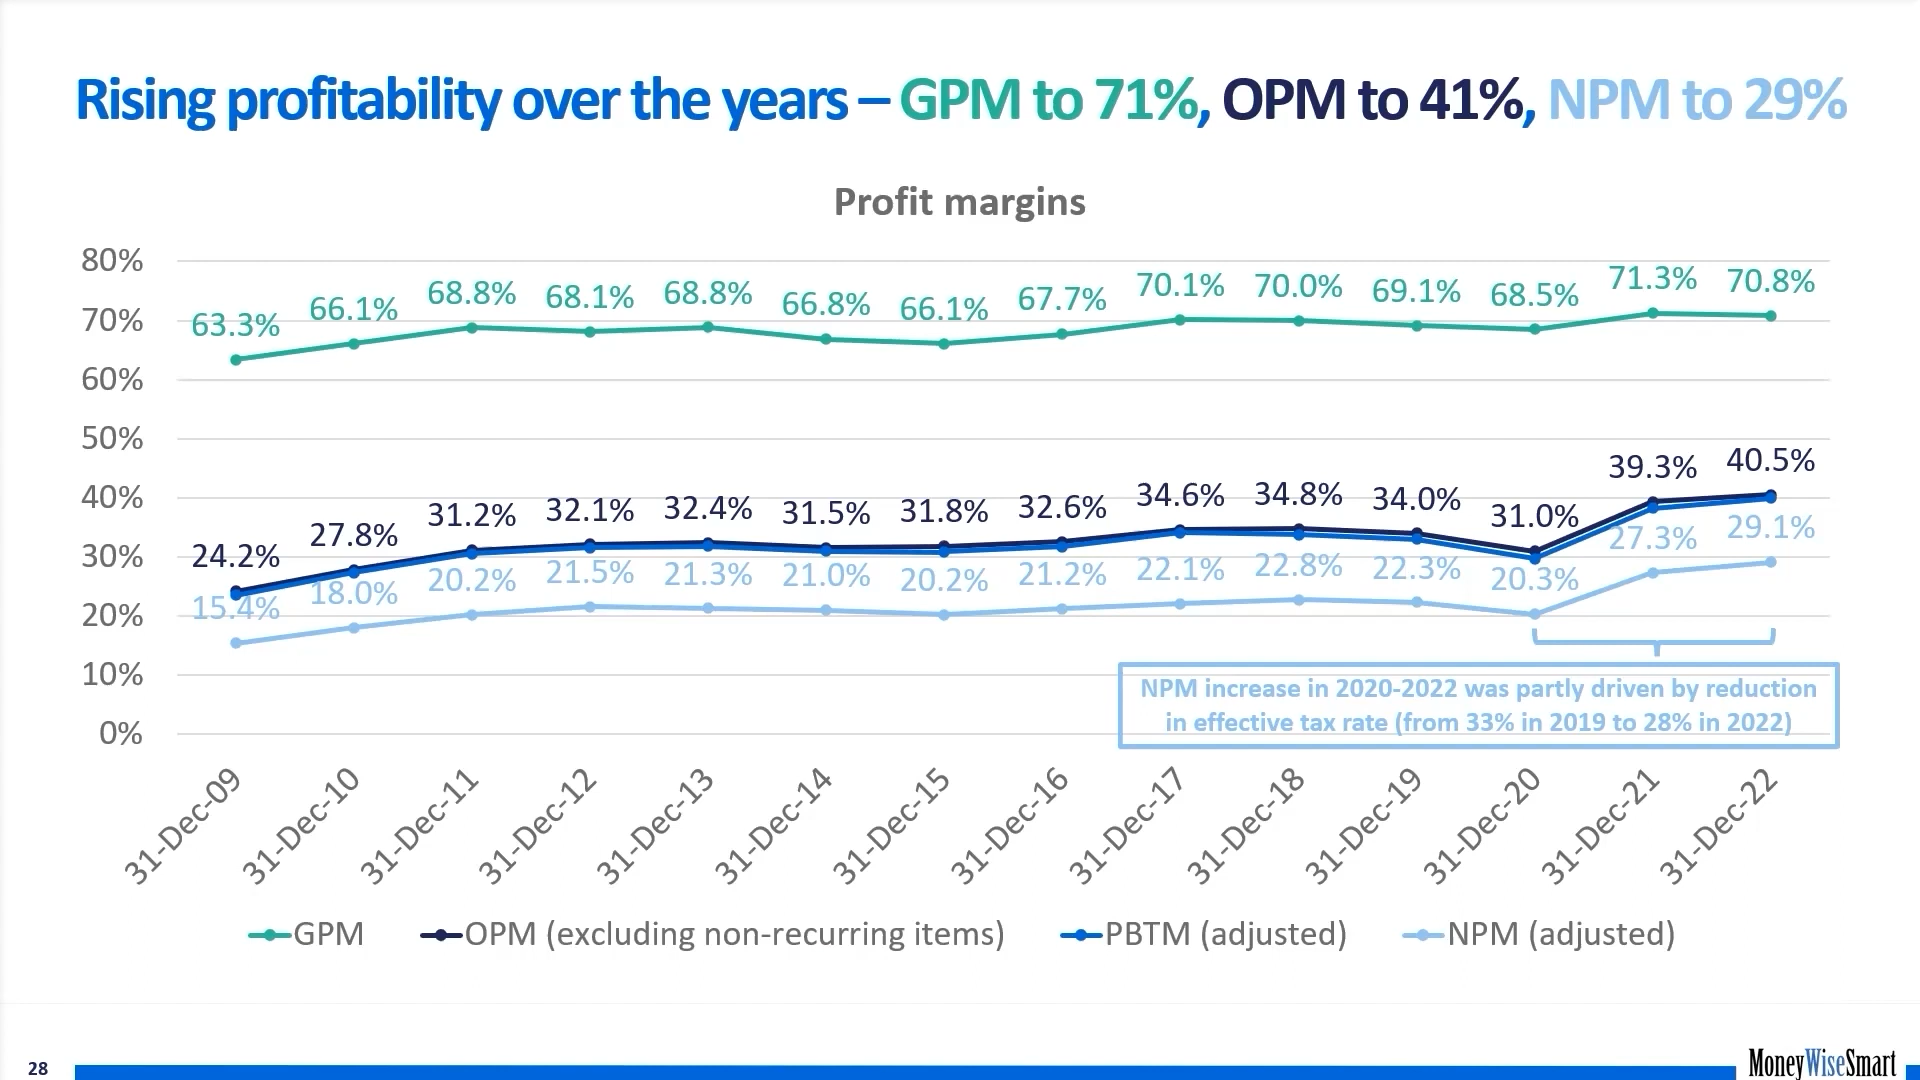 Rising profitability over the years – GPM to 71%, OPM to 41%, NPM to 29%
Profit margins
80%
70%
60%
50%
40%
30%
20%
10%
0%
63.3% 66.1% 68.8% 68.1% 68.8% 66.8% 66.1% 67.7% 70.1% 70.0% 69.1% 68.5% 71.3% 70.8%
24.2% 27.8% 31.2% 32.1% 32.4% 31.5% 31.8% 32.6% 34.6% 34.8% 34.0% 31.0% 39.3% 40.5%
15.4% 18.0% 20.2% 21.5% 21.3% 21.0% 20.2% 21.2% 22.1% 22.8% 22.3% 20.3% 27.3% 29.1%
NPM increase in 2020-2022 was partly driven by reduction
in effective tax rate (from 33% in 2019 to 28% in 2022)
31-Dec-09 31-Dec-10 31-Dec-11 31-Dec-12 31-Dec-13 31-Dec-14 31-Dec-15 31-Dec-16 31-Dec-17 31-Dec-18 31-Dec-19 31-Dec-20 31-Dec-21 31-Dec-22
GPM OPM (excluding non-recurring items) PBTM (adjusted) NPM (adjusted)
28
MoneyWiseSmart